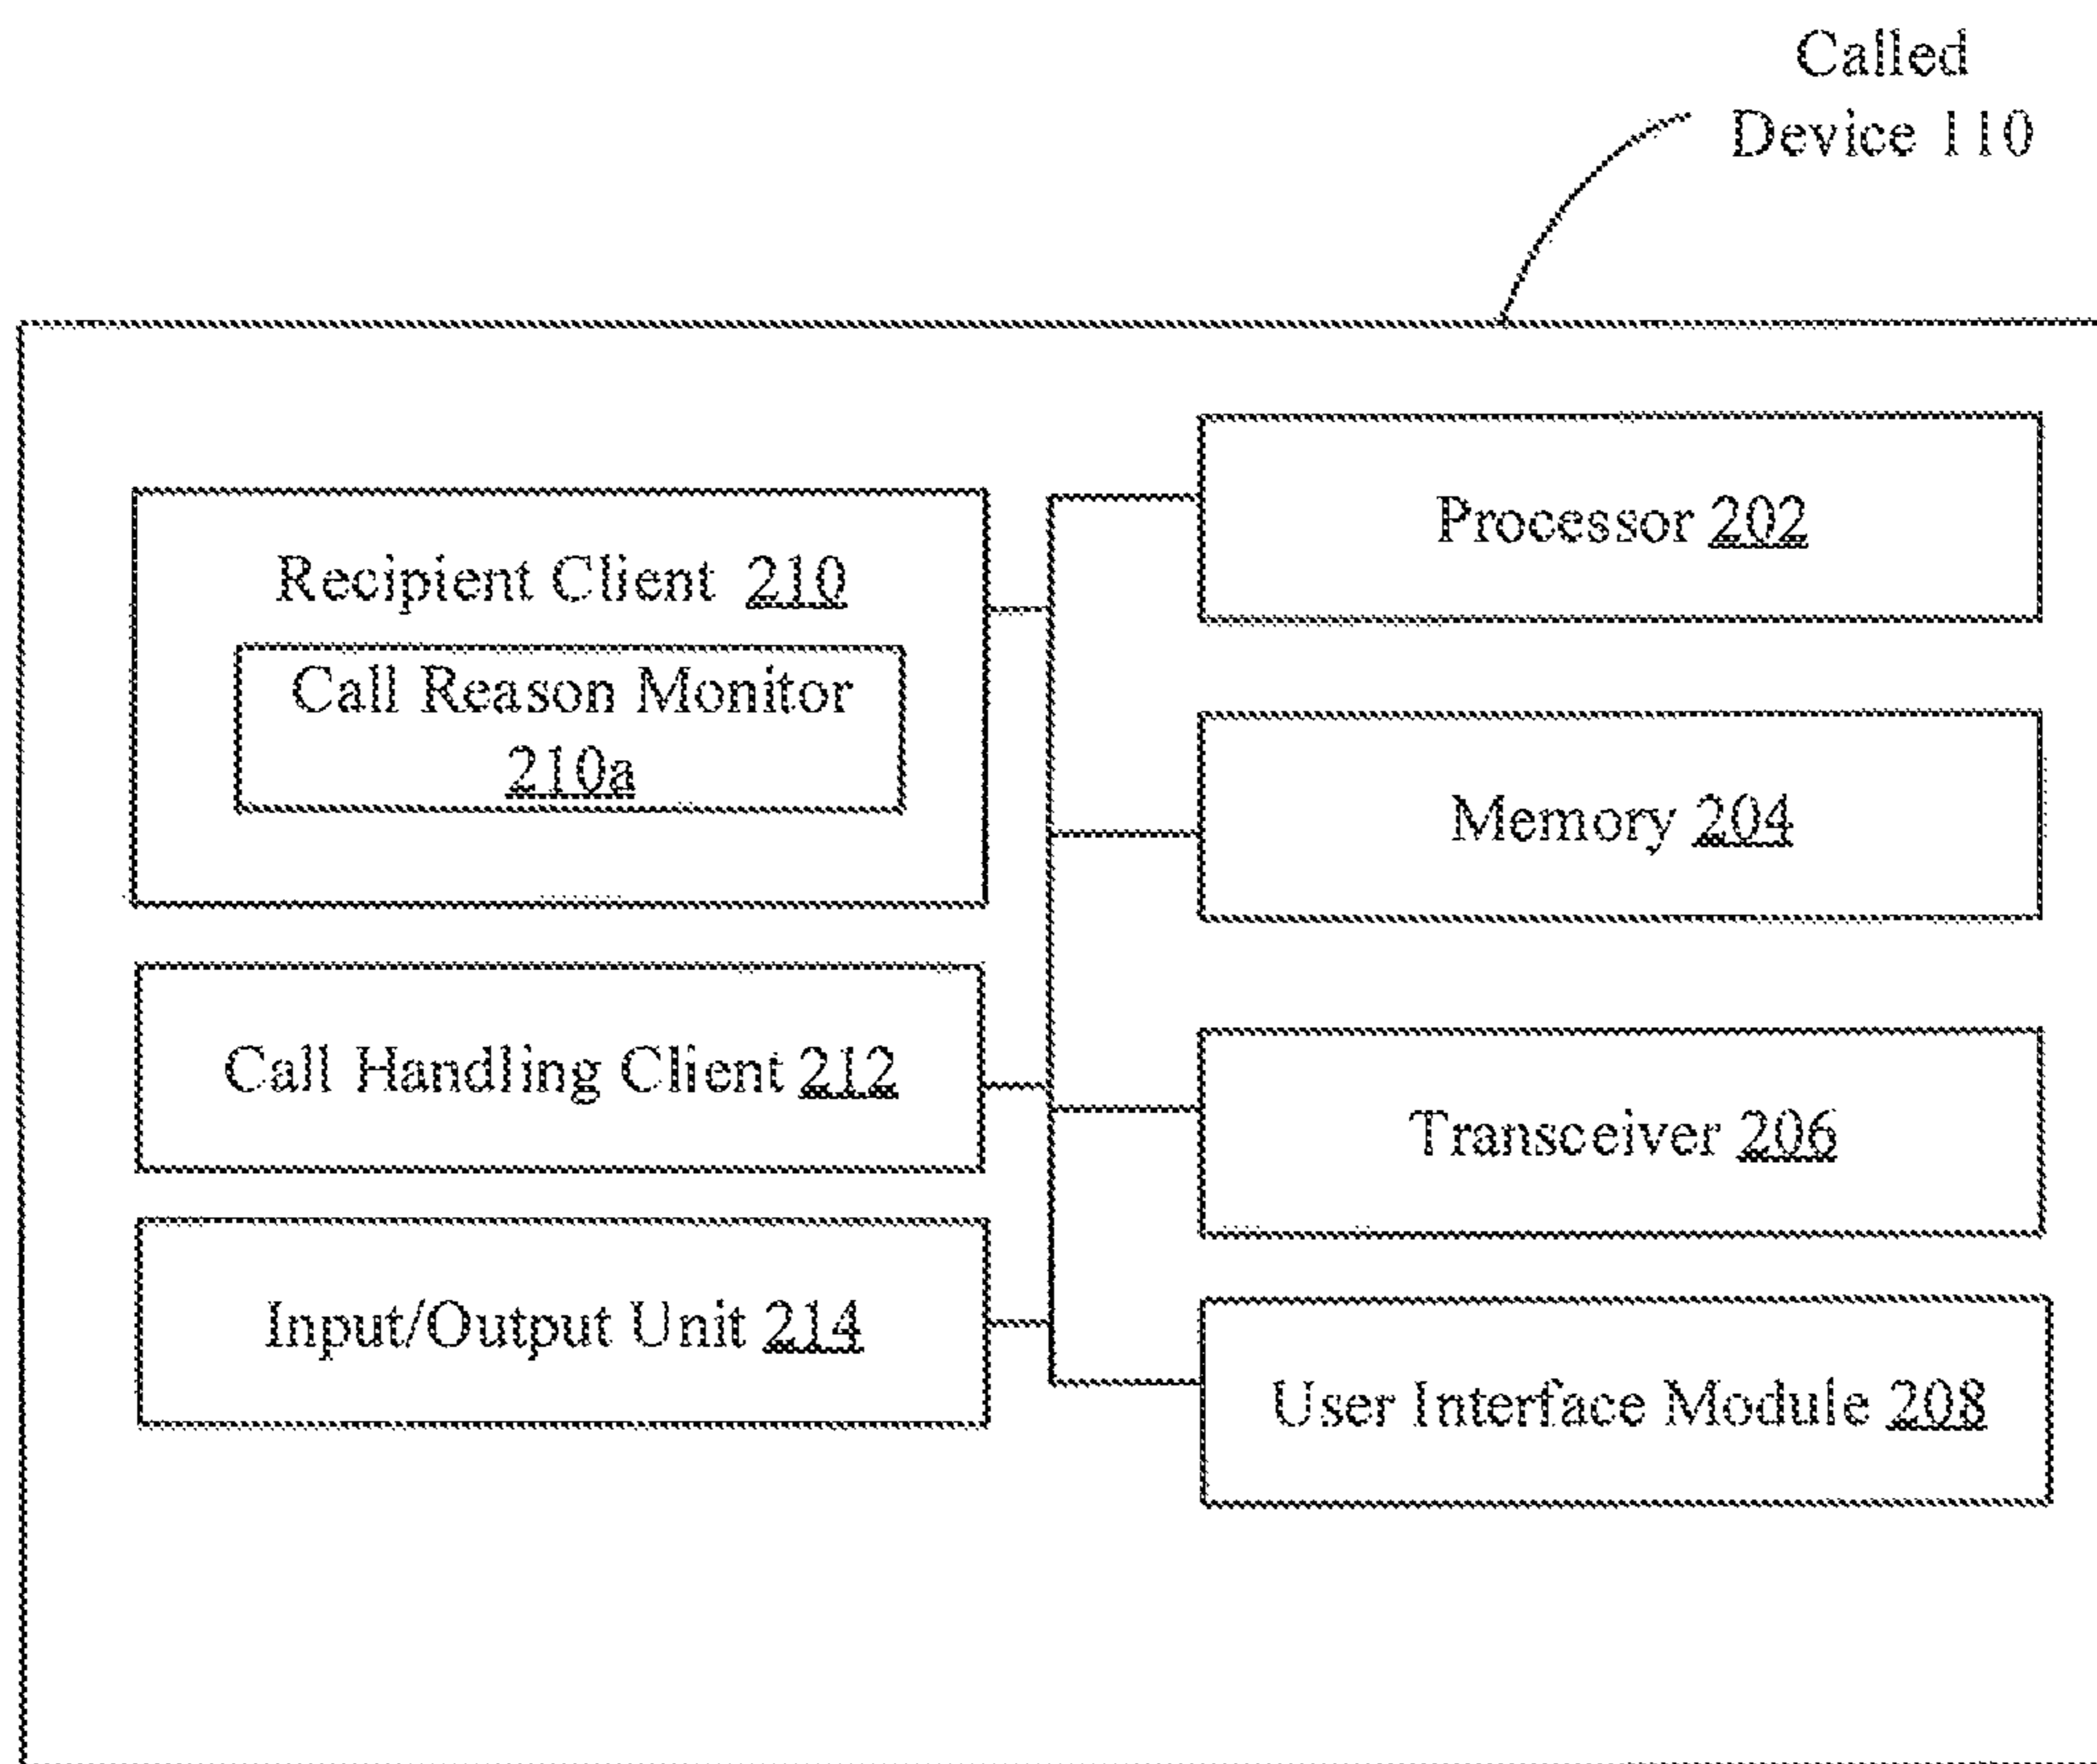 Called
Device 110
Recipient Client 210
Call Reason Monitor
210a
Call Handling Client 212
Input/Output Unit 214
Processor 202
Memory 204
Transceiver 206
User Interface Module 208